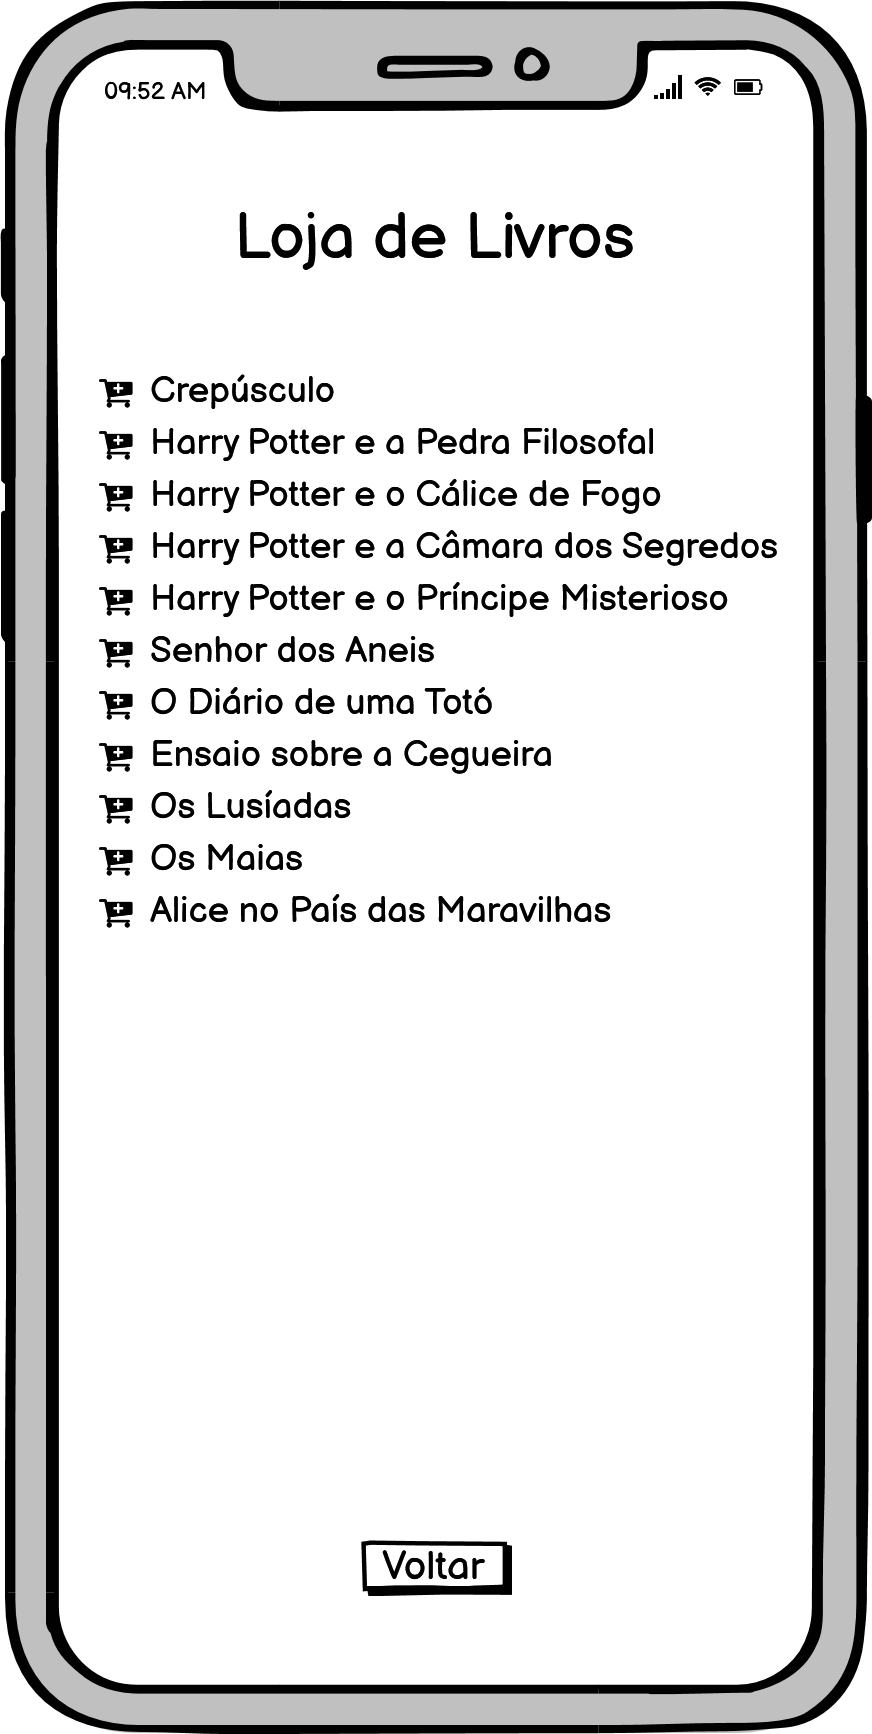 09:52 AM
Loja de Livros
Crepúsculo
Harry Potter e a Pedra Filosofal
Harry Potter e o Cálice de Fogo
Harry Potter e a Câmara dos Segredos
Harry Potter e o Príncipe Misterioso
Senhor dos Aneis
O Diário de uma Totó
Ensaio sobre a Cegueira
Os Lusíadas
Os Maias
Alice no País das Maravilhas
Voltar